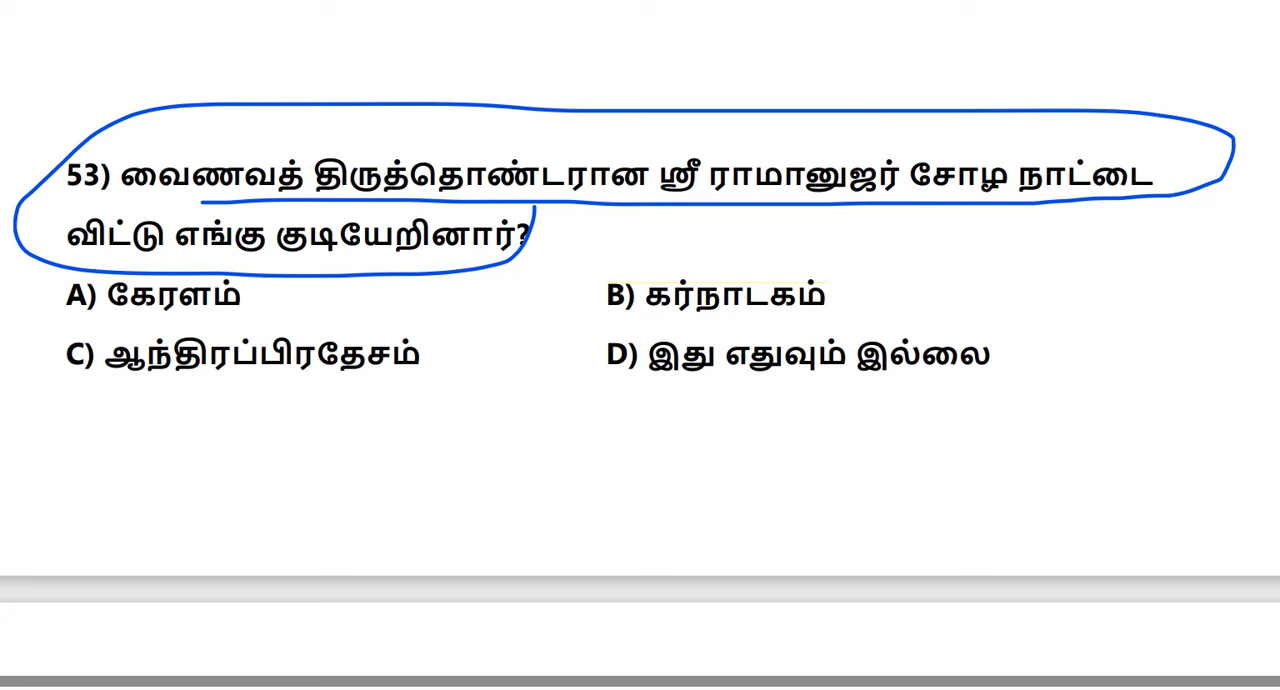 53) வைணவத் திருத்தொண்டரான ஸ்ரீ ராமானுஜர் சோழ நாட்டை
விட்டு எங்கு குடியேறினார்?
A) கேரளம் B) கர்நாடகம்
C) ஆந்திரப்பிரதேசம் D) இது எதுவும் இல்லை